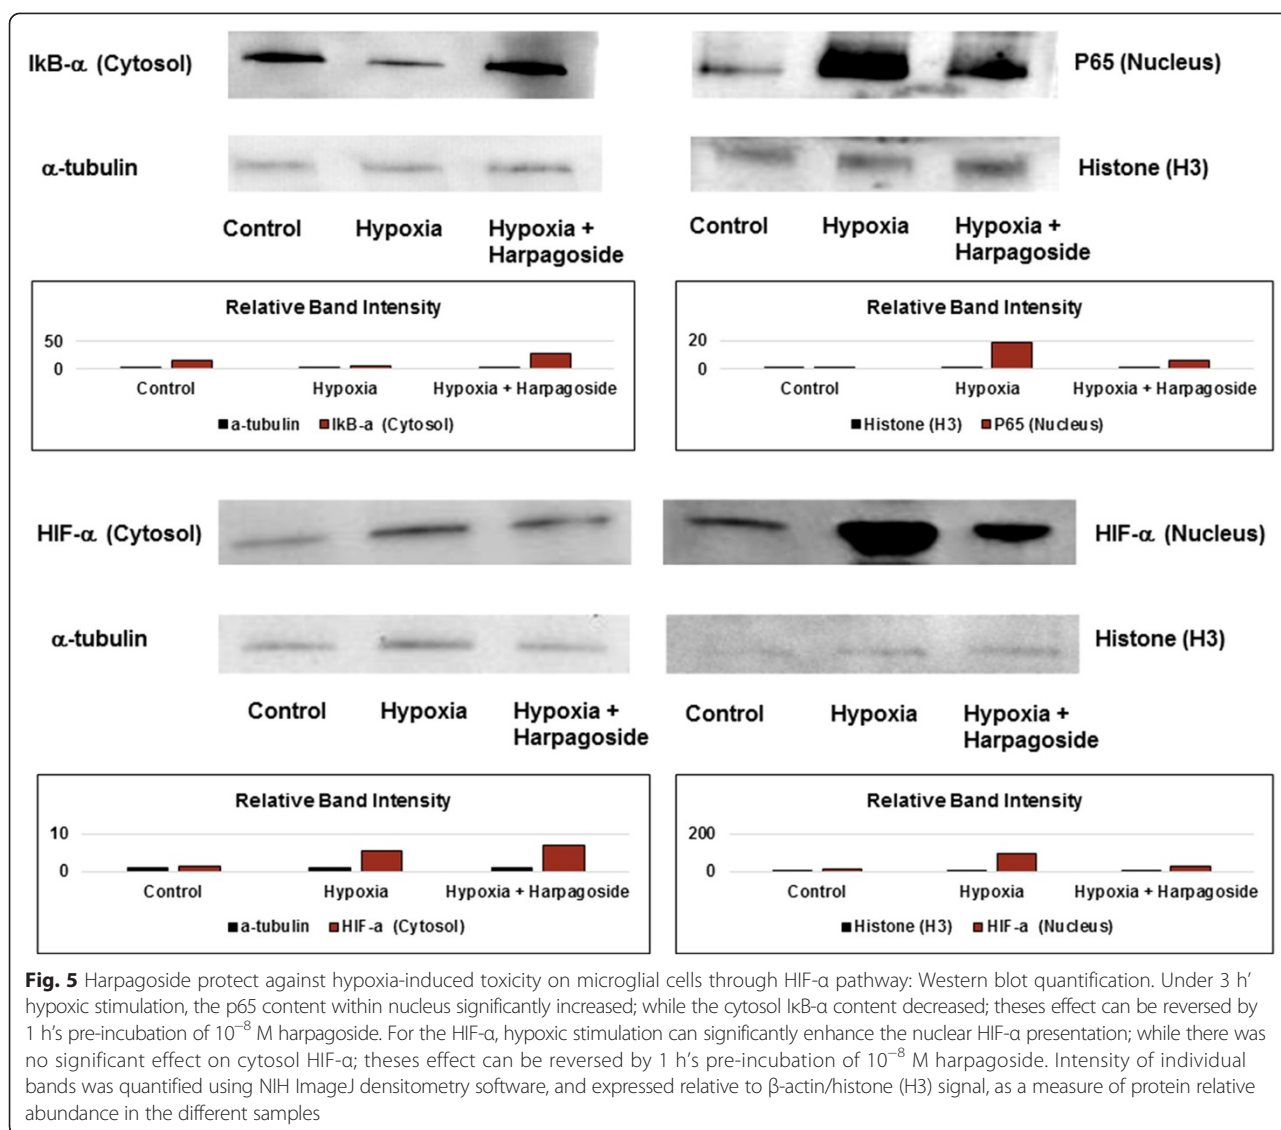 IkB-α (Cytosol)
P65 (Nucleus)
α-tubulin
Histone (H3)
Control Hypoxia Hypoxia +
Harpagoside
Control Hypoxia Hypoxia +
Harpagoside
Relative Band Intensity
50
0
Control Hypoxia Hypoxia + Harpagoside
a-tubulin IkB-a (Cytosol)
Relative Band Intensity
20
0
Control Hypoxia Hypoxia + Harpagoside
Histone (H3) P65 (Nucleus)
HIF-α (Cytosol)
HIF-α (Nucleus)
α-tubulin
Histone (H3)
Control Hypoxia Hypoxia +
Harpagoside
Control Hypoxia Hypoxia +
Harpagoside
Relative Band Intensity
10
0
Control Hypoxia Hypoxia + Harpagoside
a-tubulin HIF-a (Cytosol)
Relative Band Intensity
200
0
Control Hypoxia Hypoxia + Harpagoside
Histone (H3) HIF-a (Nucleus)
Fig. 5 Harpagoside protect against hypoxia-induced toxicity on microglial cells through HIF-α pathway: Western blot quantification. Under 3 h’
hypoxic stimulation, the p65 content within nucleus significantly increased; while the cytosol IκB-α content decreased; theses effect can be reversed by
1 h’s pre-incubation of 10⁻⁸ M harpagoside. For the HIF-α, hypoxic stimulation can significantly enhance the nuclear HIF-α presentation; while there was
no significant effect on cytosol HIF-α; theses effect can be reversed by 1 h’s pre-incubation of 10⁻⁸ M harpagoside. Intensity of individual
bands was quantified using NIH ImageJ densitometry software, and expressed relative to β-actin/histone (H3) signal, as a measure of protein relative
abundance in the different samples